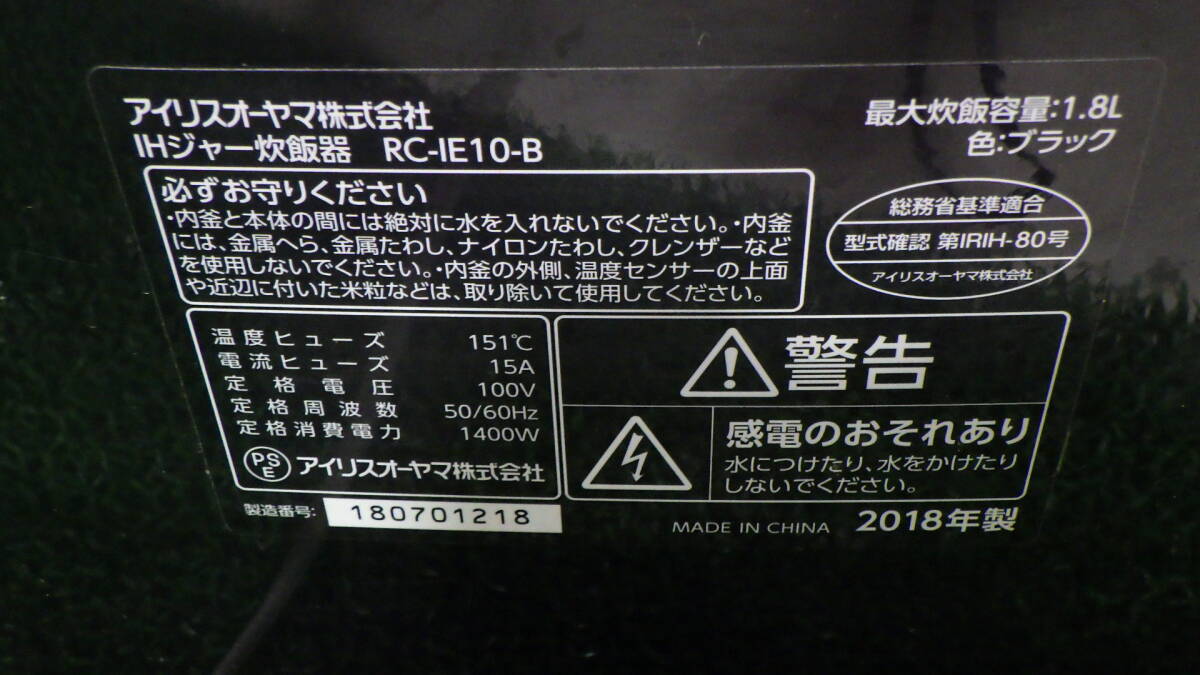 アイリスオーヤマ株式会社
IHジャー炊飯器 RC-IE10-B
最大炊飯容量:1.8L
色:ブラック
必ずお守りください
・内釜と本体の間には絶対に水を入れないでください。・内釜
には、金属へら、金属たわし、ナイロンたわし、クレンザーなど
を使用しないでください。・内釜の外側、温度センサーの上面
や近辺に付いた米粒などは、取り除いて使用してください。
総務省基準適合
型式確認 第IRIH-80号
アイリスオーヤマ株式会社
温度ヒューズ 151℃
電流ヒューズ 15A
定格電圧 100V
定格周波数 50/60Hz
定格消費電力 1400W
PSE アイリスオーヤマ株式会社
警告
感電のおそれあり
水につけたり、水をかけたり
しないでください。
製造番号: 180701218
MADE IN CHINA 2018年製